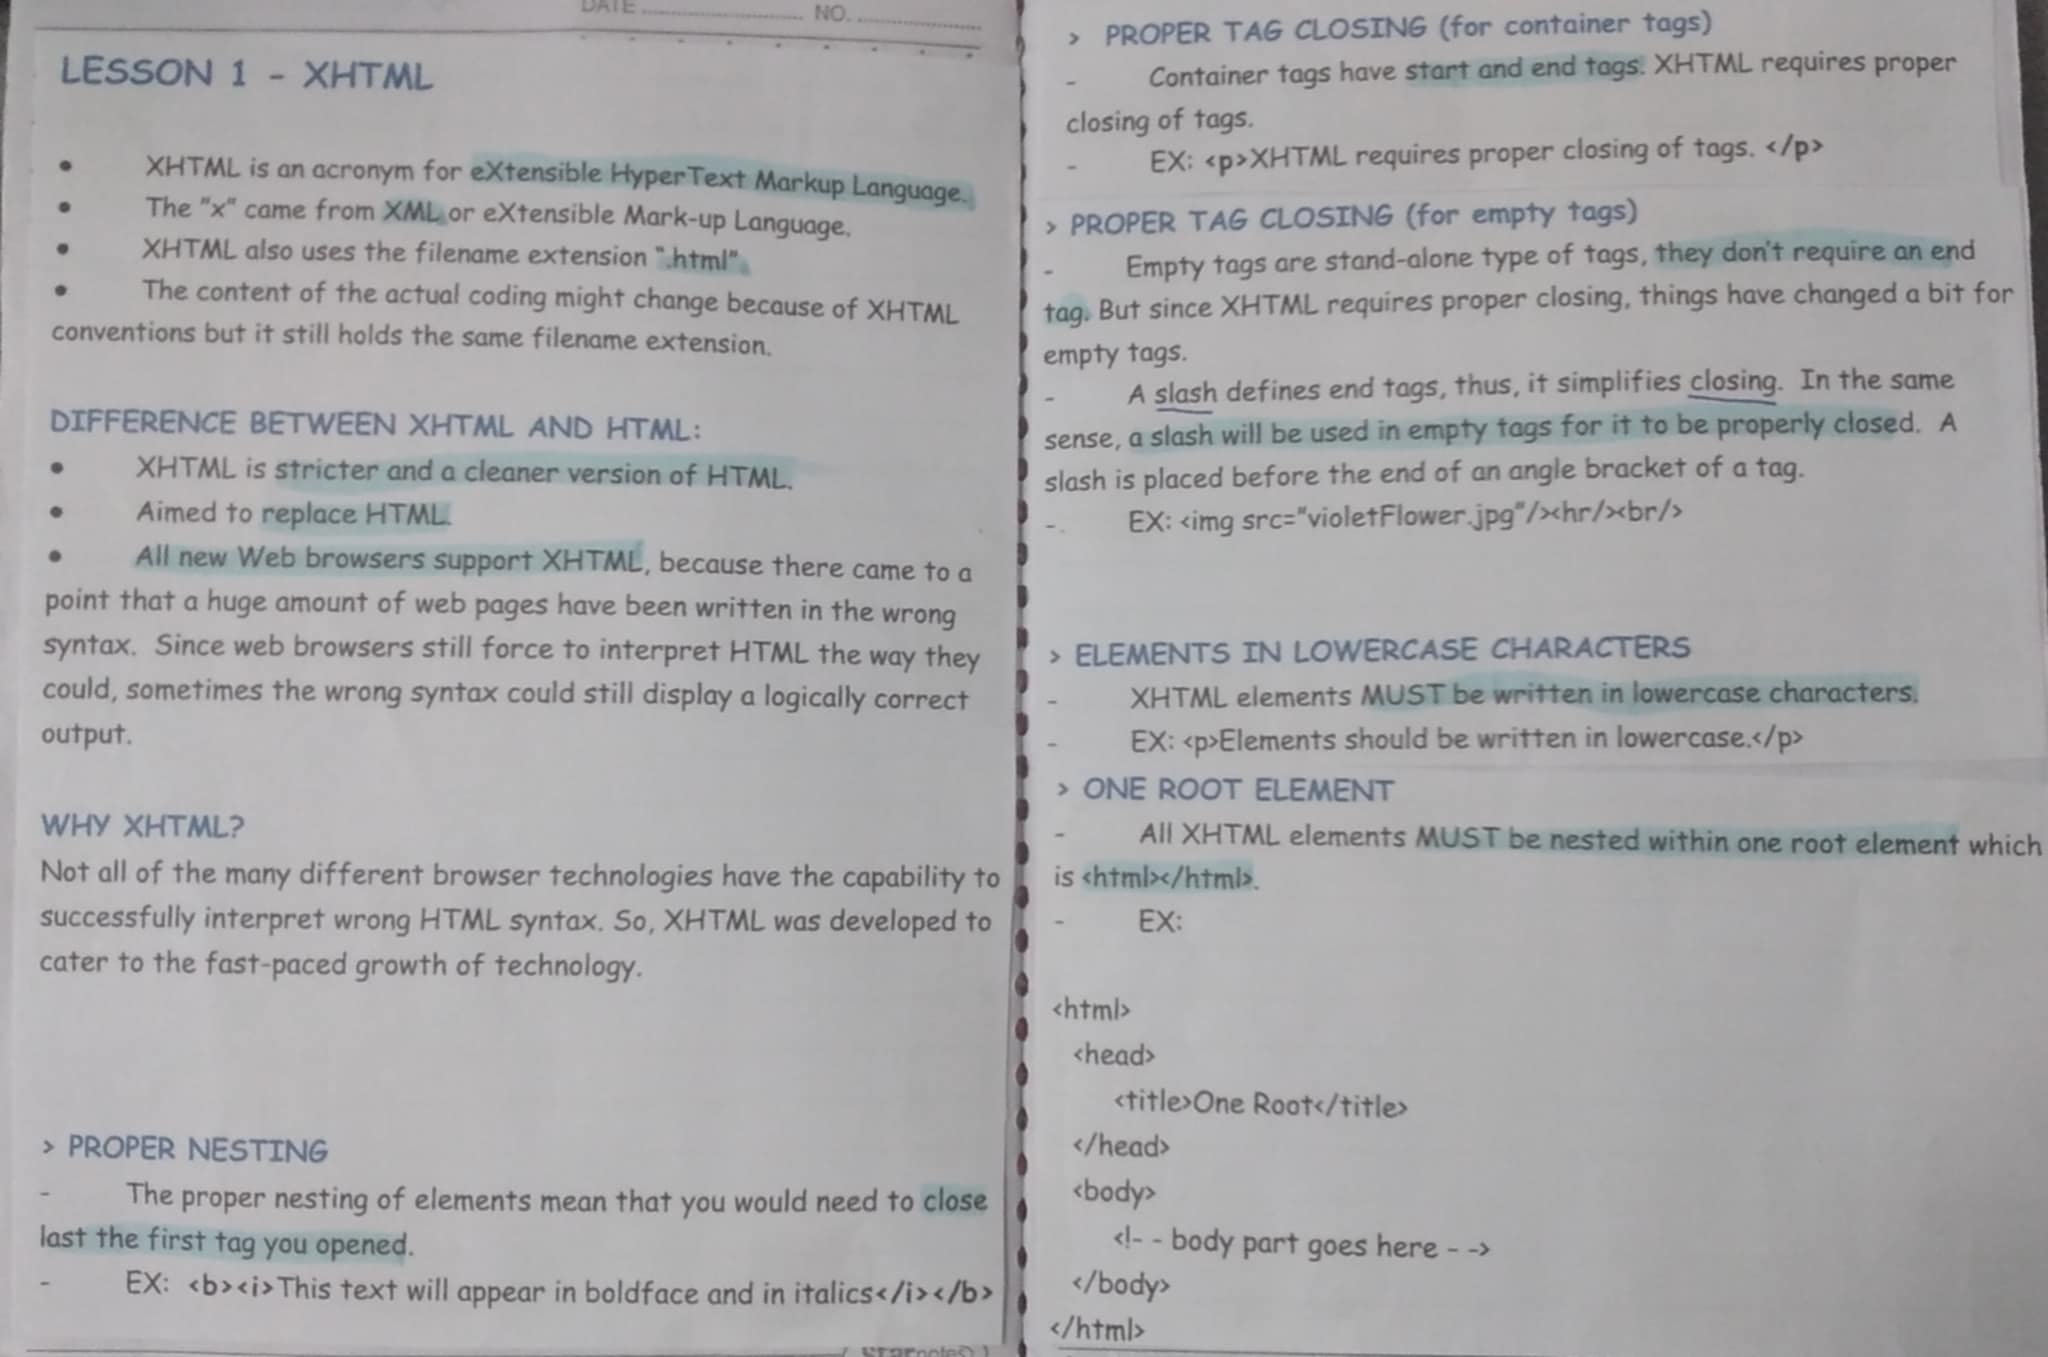 DATE NO.
LESSON 1 - XHTML
• XHTML is an acronym for eXtensible HyperText Markup Language.
• The "x" came from XML or eXtensible Mark-up Language.
• XHTML also uses the filename extension ".html".
• The content of the actual coding might change because of XHTML
conventions but it still holds the same filename extension.
DIFFERENCE BETWEEN XHTML AND HTML:
• XHTML is stricter and a cleaner version of HTML.
• Aimed to replace HTML.
• All new Web browsers support XHTML, because there came to a
point that a huge amount of web pages have been written in the wrong
syntax. Since web browsers still force to interpret HTML the way they
could, sometimes the wrong syntax could still display a logically correct
output.
WHY XHTML?
Not all of the many different browser technologies have the capability to
successfully interpret wrong HTML syntax. So, XHTML was developed to
cater to the fast-paced growth of technology.
> PROPER NESTING
- The proper nesting of elements mean that you would need to close
last the first tag you opened.
- EX: <b><i>This text will appear in boldface and in italics</i></b>
> PROPER TAG CLOSING (for container tags)
- Container tags have start and end tags. XHTML requires proper
closing of tags.
- EX: <p>XHTML requires proper closing of tags. </p>
> PROPER TAG CLOSING (for empty tags)
- Empty tags are stand-alone type of tags, they don't require an end
tag. But since XHTML requires proper closing, things have changed a bit for
empty tags.
- A slash defines end tags, thus, it simplifies closing. In the same
sense, a slash will be used in empty tags for it to be properly closed. A
slash is placed before the end of an angle bracket of a tag.
- EX: <img src="violetFlower.jpg"/><hr/><br/>
> ELEMENTS IN LOWERCASE CHARACTERS
- XHTML elements MUST be written in lowercase characters.
- EX: <p>Elements should be written in lowercase.</p>
> ONE ROOT ELEMENT
- All XHTML elements MUST be nested within one root element which
is <html></html>.
- EX:
<html>
<head>
<title>One Root</title>
</head>
<body>
<!- - body part goes here - ->
</body>
</html>